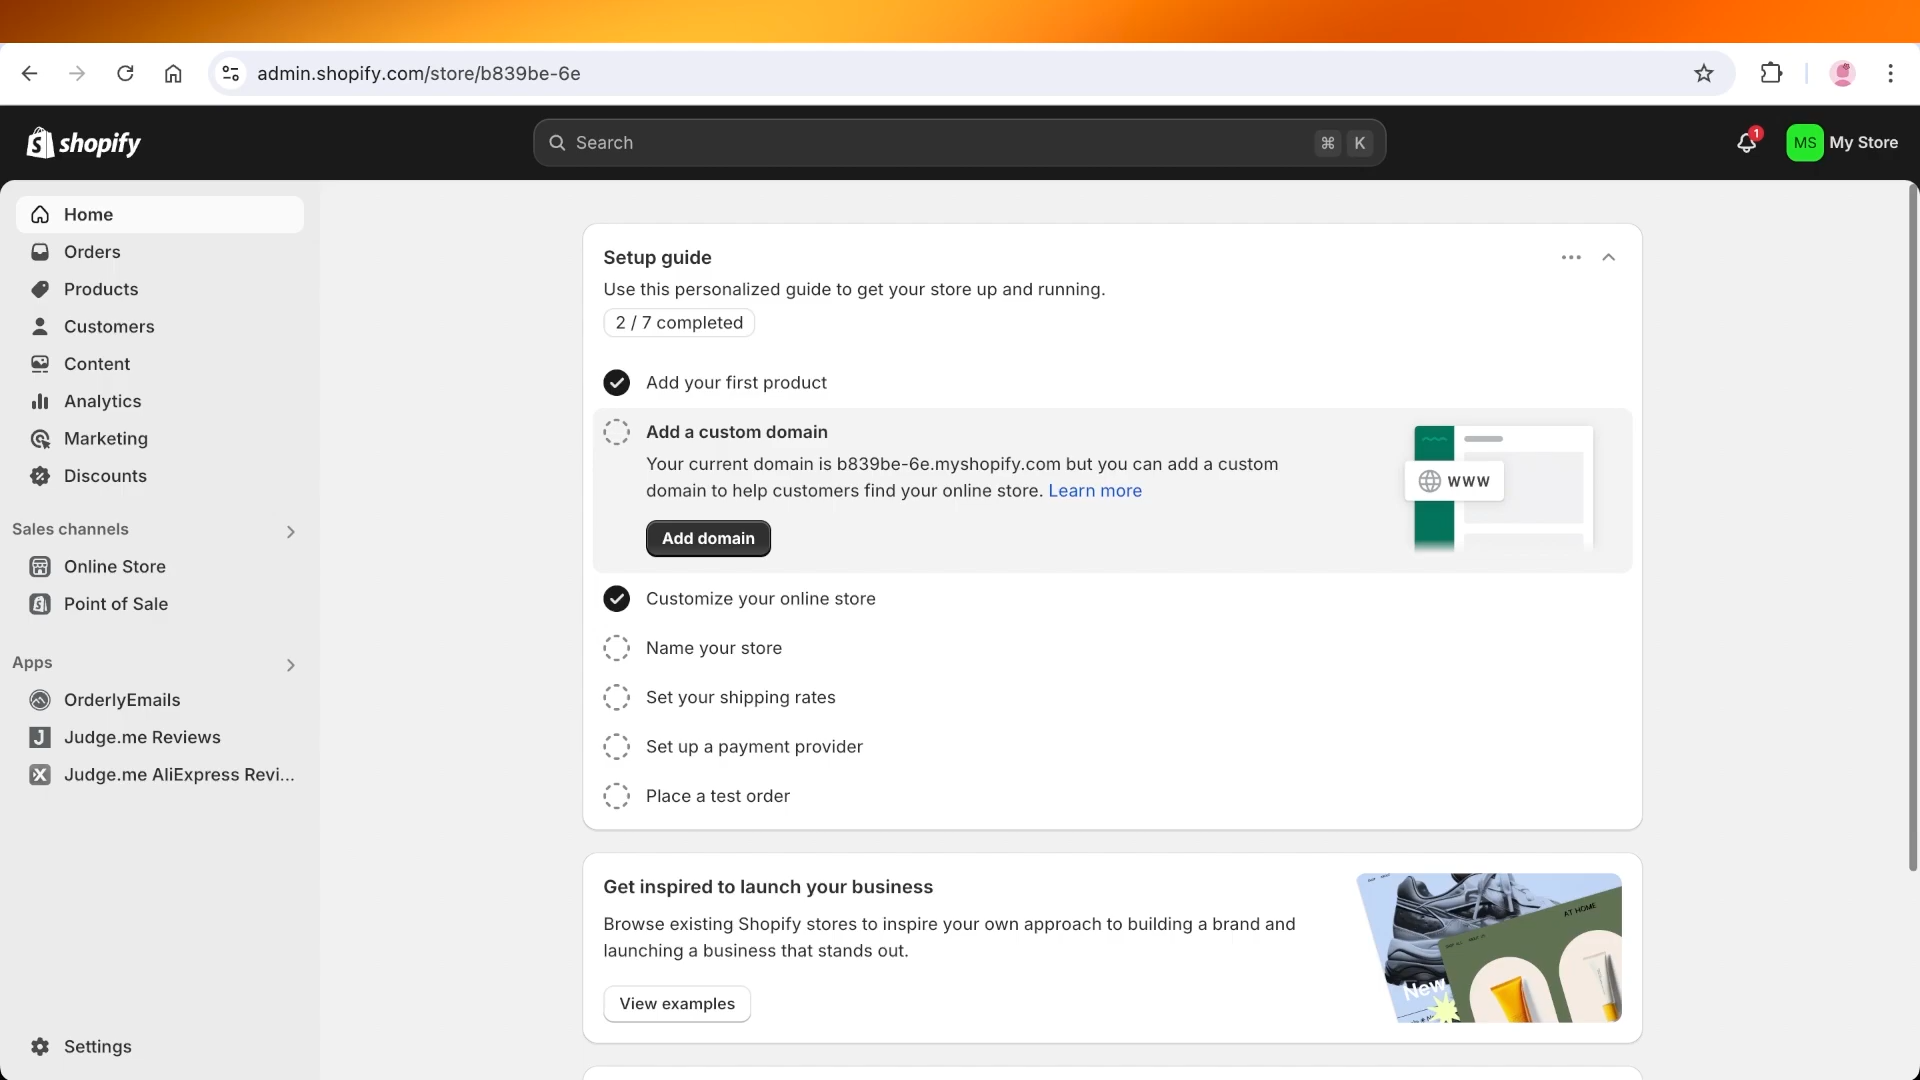 admin.shopify.com/store/b839be-6e
shopify
Search
⌘ K
1
MS My Store
Home
Orders
Products
Customers
Content
Analytics
Marketing
Discounts
Sales channels
Online Store
Point of Sale
Apps
OrderlyEmails
Judge.me Reviews
Judge.me AliExpress Revi...
Settings
Setup guide
Use this personalized guide to get your store up and running.
2 / 7 completed
Add your first product
Add a custom domain
Your current domain is b839be-6e.myshopify.com but you can add a custom
domain to help customers find your online store. Learn more
Add domain
www
Customize your online store
Name your store
Set your shipping rates
Set up a payment provider
Place a test order
Get inspired to launch your business
Browse existing Shopify stores to inspire your own approach to building a brand and
launching a business that stands out.
View examples
AT HOME
New